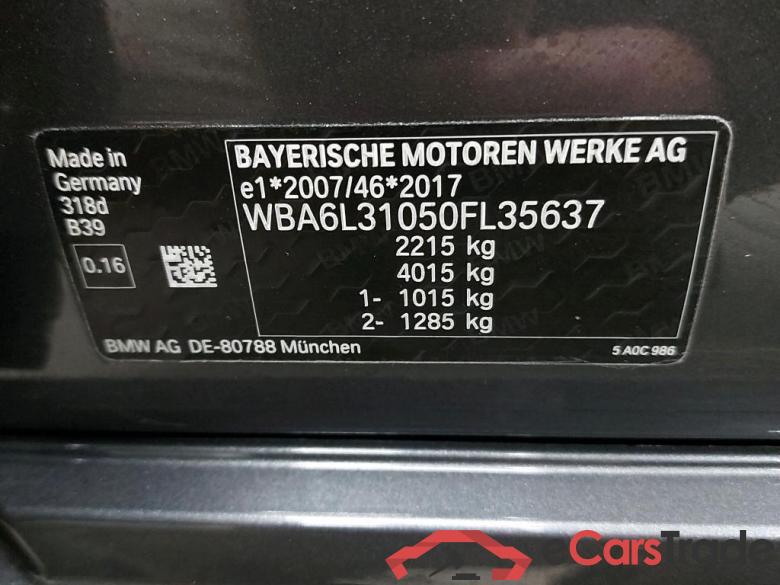 Made in
Germany
318d
B39
0.16
BAYERISCHE MOTOREN WERKE AG
e1*2007/46*2017
WBA6L31050FL35637
2215 kg
4015 kg
1- 1015 kg
2- 1285 kg
BMW AG DE-80788 München
5 A0C 986
eCarsTrade